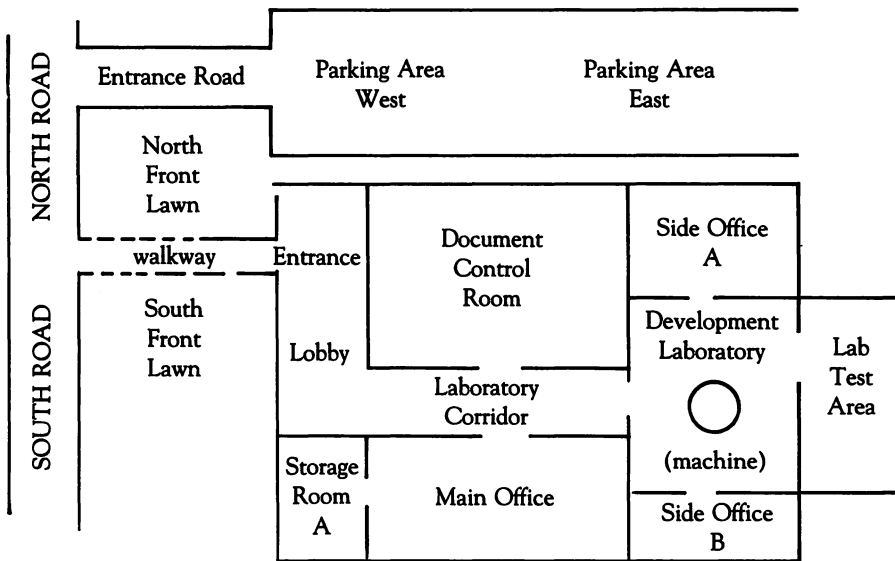 NORTH ROAD
SOUTH ROAD
Entrance Road
Parking Area
West
Parking Area
East
North
Front
Lawn
walkway
South
Front
Lawn
Entrance
Lobby
Document
Control
Room
Side Office
A
Development
Laboratory
Lab
Test
Area
Laboratory
Corridor
(machine)
Storage
Room
A
Main Office
Side Office
B